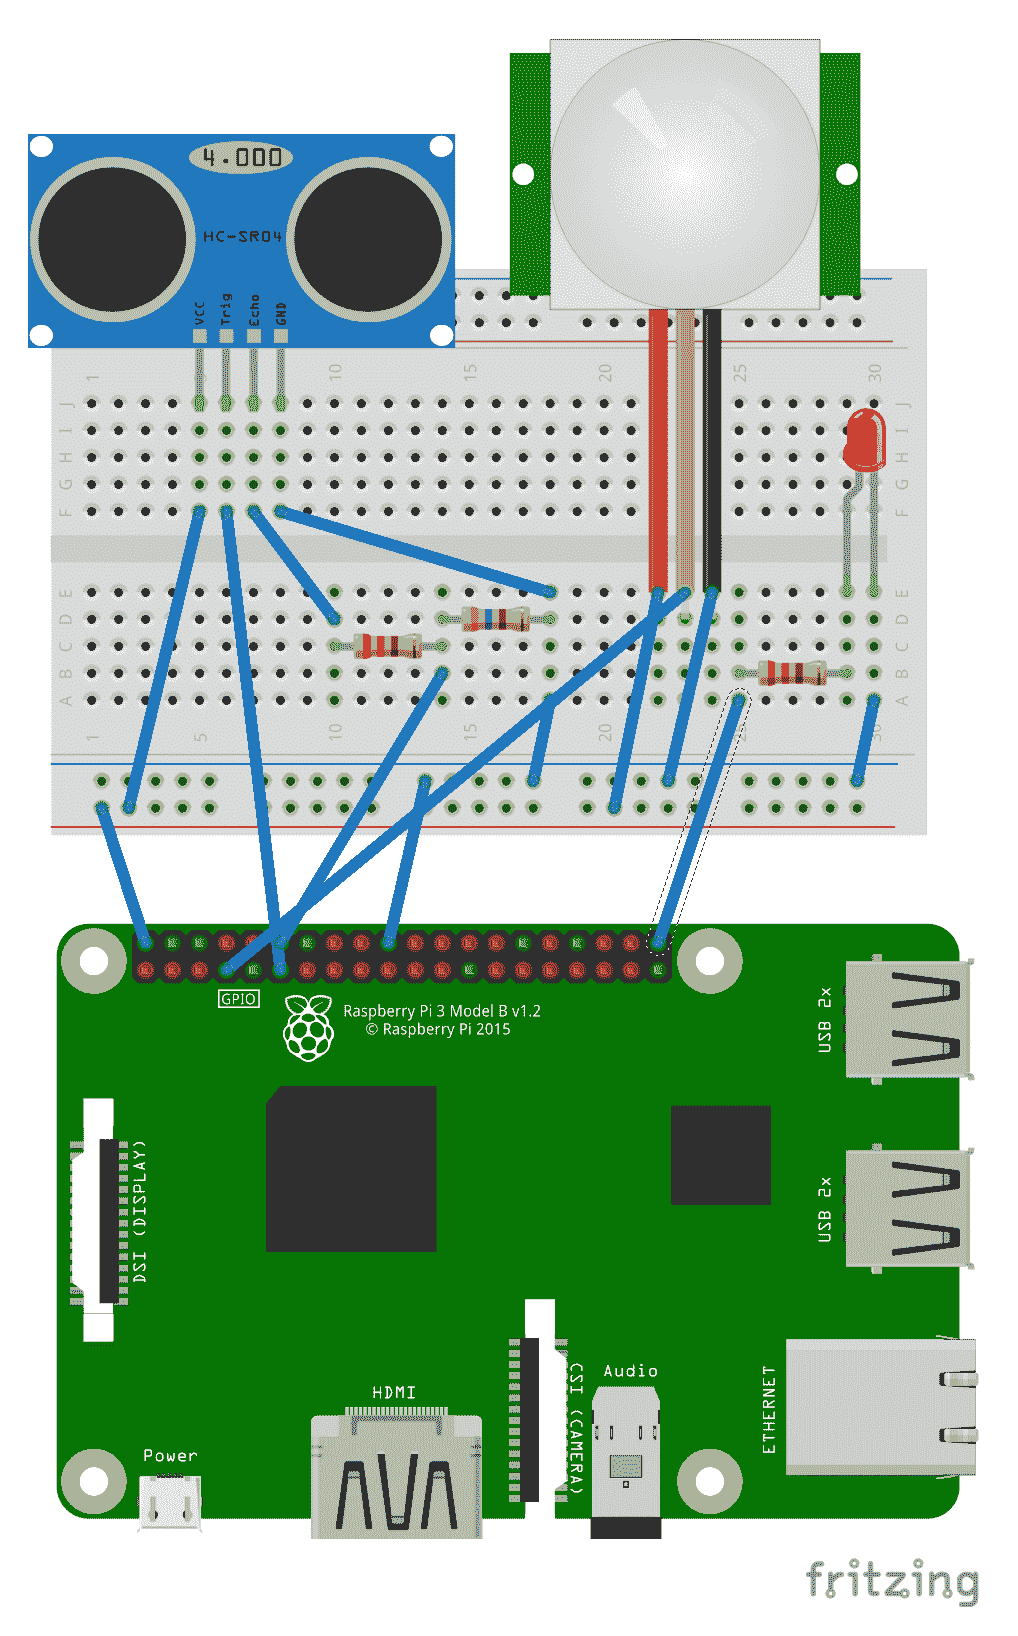 4.000
HC-SR04
VCC
Trig
Echo
GND
1
10
15
20
25
30
J
J
I
I
H
H
G
G
F
F
E
E
D
D
C
C
B
B
A
A
1
5
10
15
20
25
30
GPIO
Raspberry Pi 3 Model B v1.2
© Raspberry Pi 2015
USB 2x
DSI (DISPLAY)
USB 2x
HDMI
CSI (CAMERA)
Audio
ETHERNET
Power
fritzing